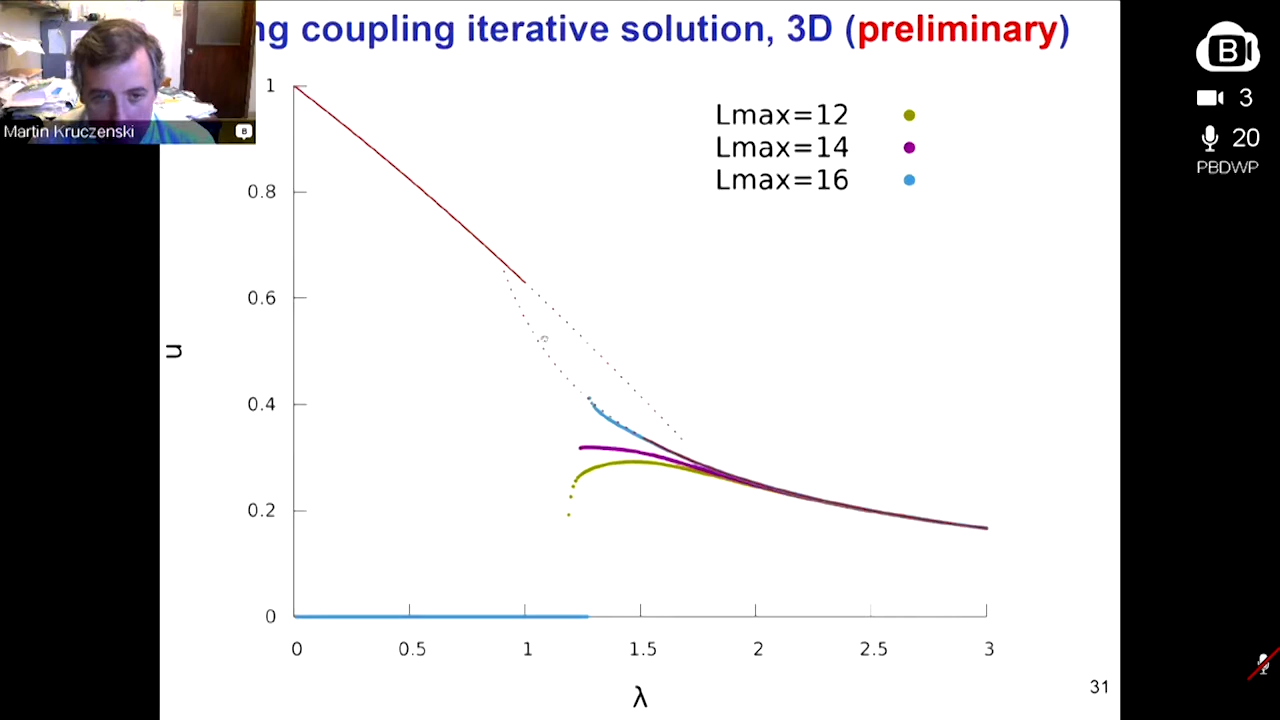 ng coupling iterative solution, 3D (preliminary)
Martin Kruczenski
B
B
3
20
PBDWP
Lmax=12
Lmax=14
Lmax=16
1
0.8
0.6
0.4
0.2
0
u
0
0.5
1
1.5
2
2.5
3
λ
31